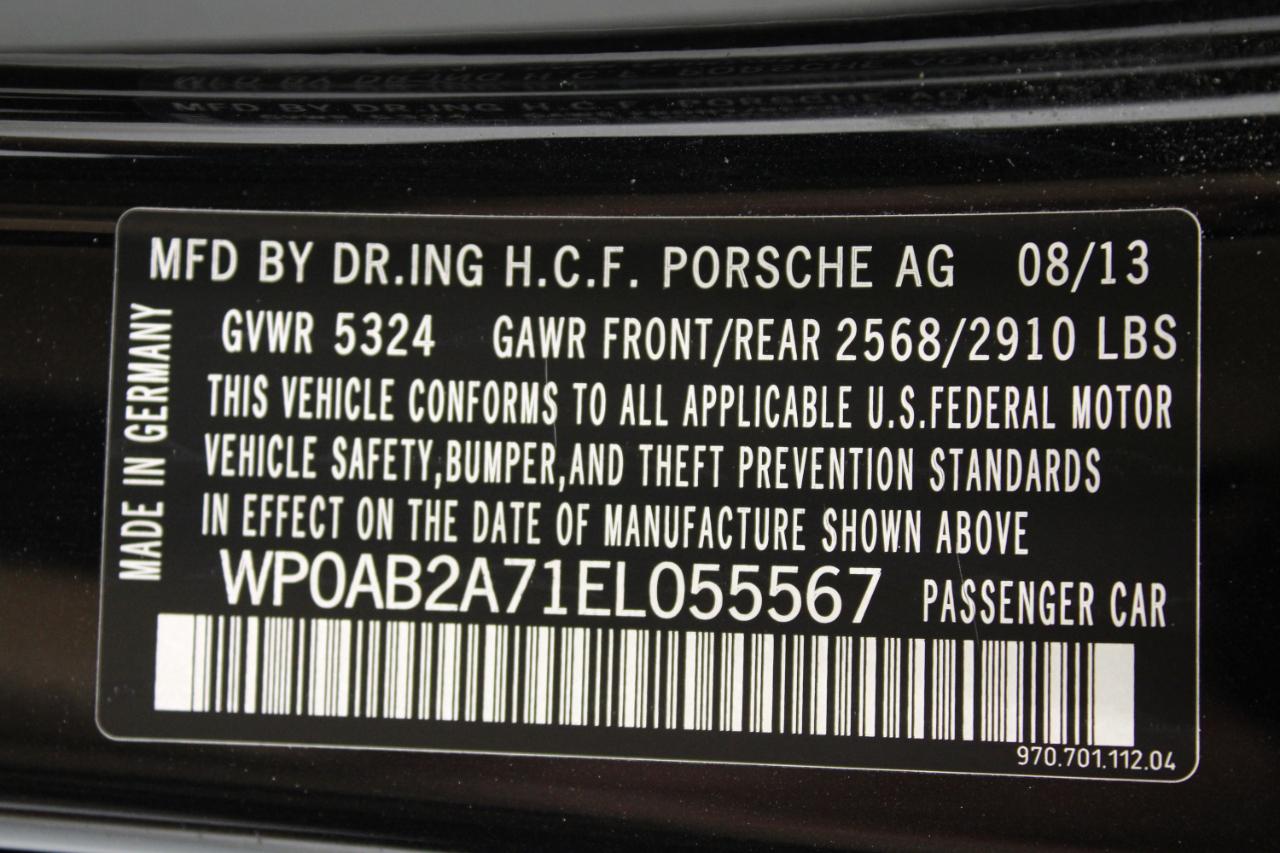 MFD BY DR.ING H.C.F. PORSCHE AG 08/13
GVWR 5324 GAWR FRONT/REAR 2568/2910 LBS
THIS VEHICLE CONFORMS TO ALL APPLICABLE U.S.FEDERAL MOTOR
VEHICLE SAFETY,BUMPER,AND THEFT PREVENTION STANDARDS
IN EFFECT ON THE DATE OF MANUFACTURE SHOWN ABOVE
WP0AB2A71EL055567 PASSENGER CAR
MADE IN GERMANY
970.701.112.04